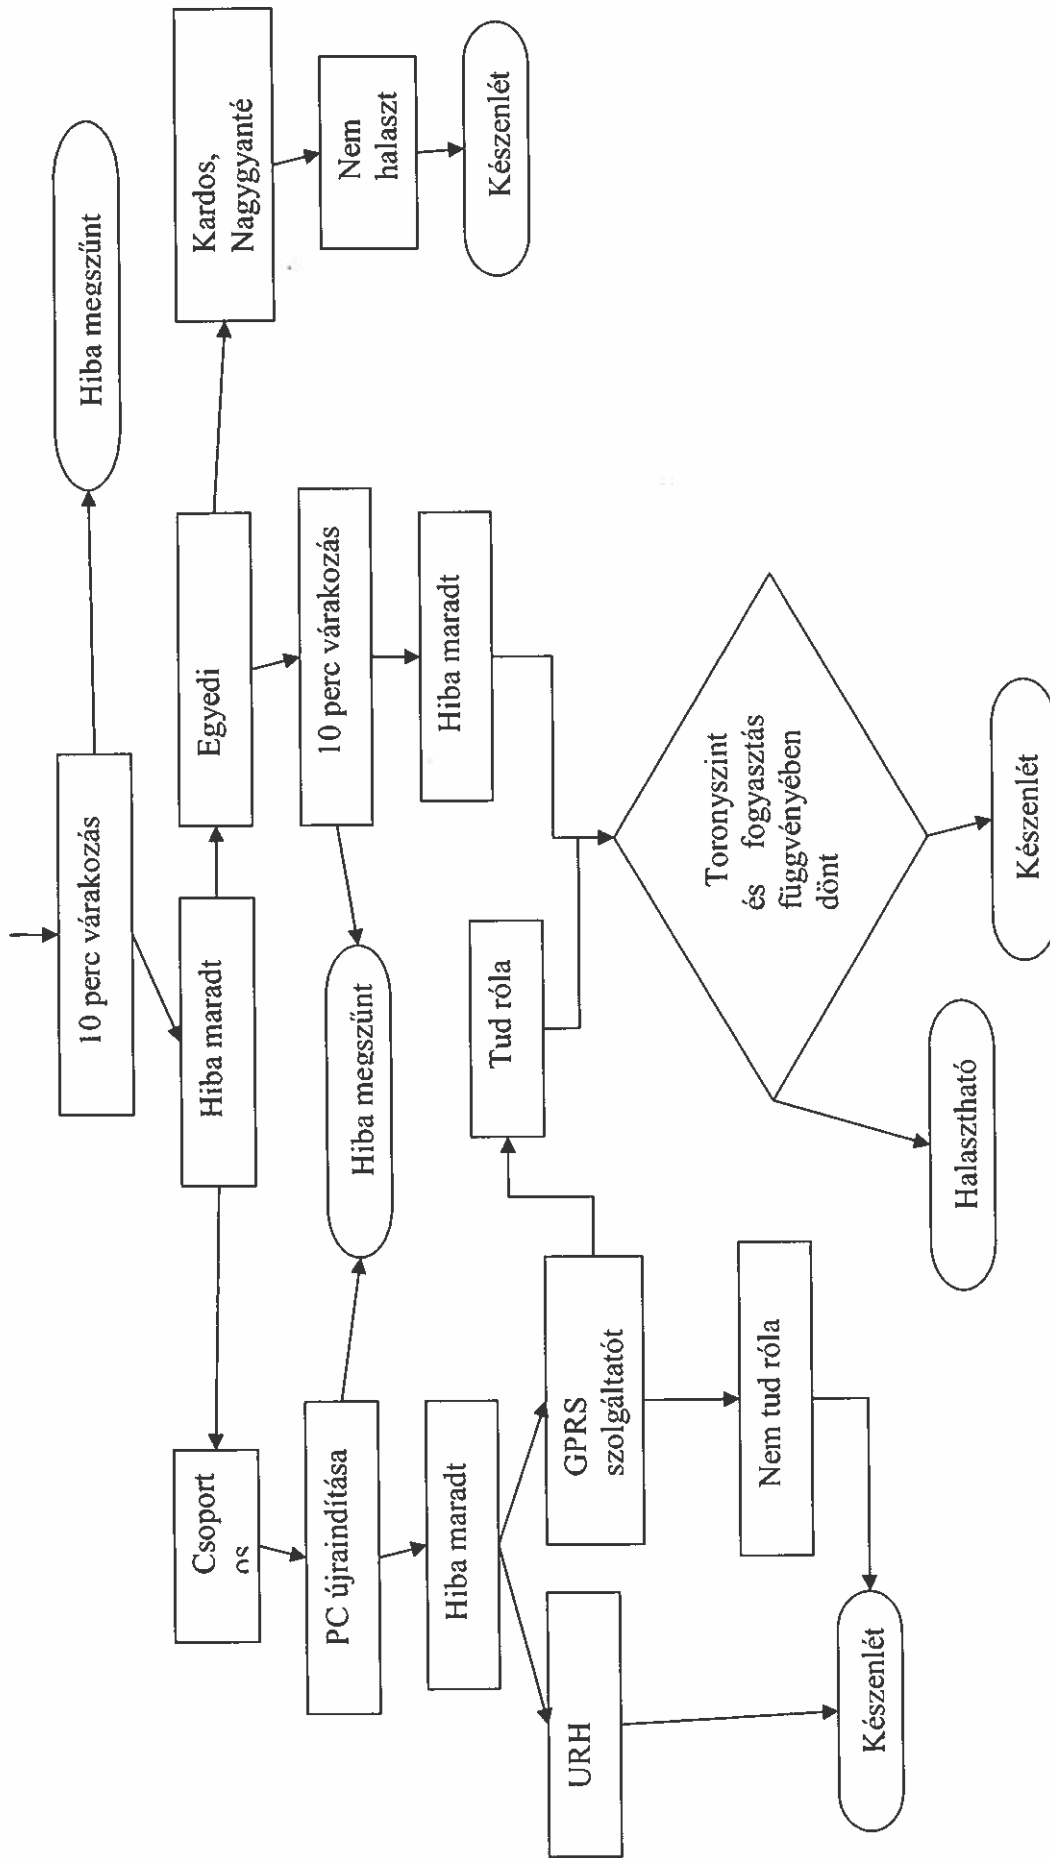 10 perc várakozás
Hiba megszűnt
Hiba maradt
Csoport
os
Egyedi
Kardos,
Nagygyanté
PC újraindítása
Hiba megszűnt
10 perc várakozás
Nem
halaszt
Hiba maradt
Hiba maradt
Készenlét
URH
GPRS
szolgáltatót
Tud róla
Nem tud róla
Toronyszint
és fogyasztás
függvényében
dönt
Készenlét
Halasztható
Készenlét